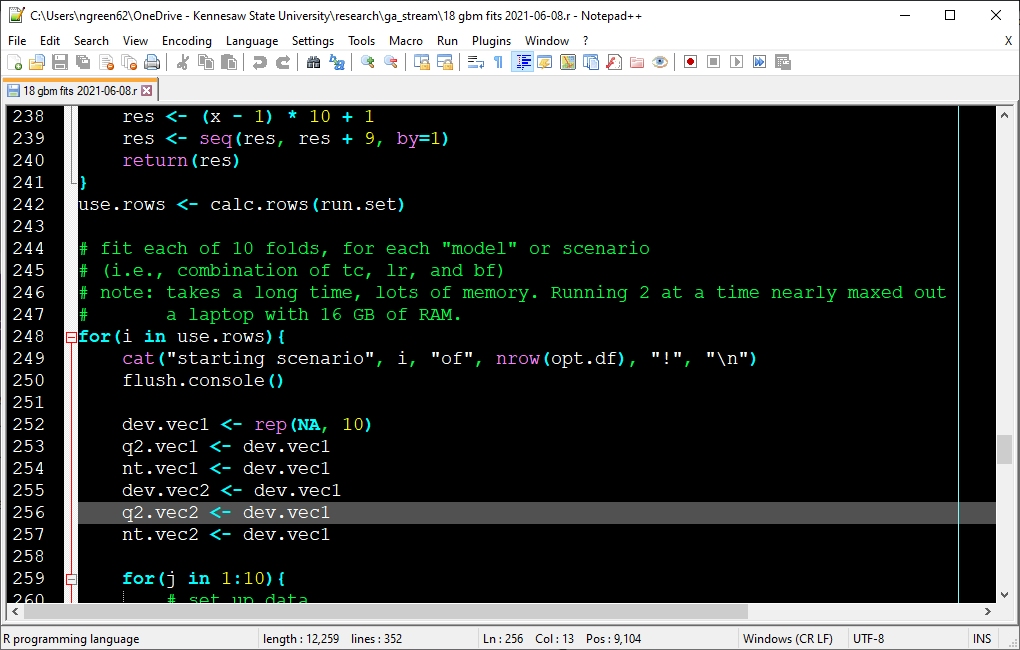 C:\Users\ngreen62\OneDrive - Kennesaw State University\research\ga_stream\18 gbm fits 2021-06-08.r - Notepad++
File Edit Search View Encoding Language Settings Tools Macro Run Plugins Window ? X
18 gbm fits 2021-06-08.r
238     res <- (x - 1) * 10 + 1
239     res <- seq(res, res + 9, by=1)
240     return(res)
241 }
242 use.rows <- calc.rows(run.set)
243
244 # fit each of 10 folds, for each "model" or scenario
245 # (i.e., combination of tc, lr, and bf)
246 # note: takes a long time, lots of memory. Running 2 at a time nearly maxed out
247 #       a laptop with 16 GB of RAM.
248 for(i in use.rows){
249     cat("starting scenario", i, "of", nrow(opt.df), "!", "\n")
250     flush.console()
251
252     dev.vec1 <- rep(NA, 10)
253     q2.vec1 <- dev.vec1
254     nt.vec1 <- dev.vec1
255     dev.vec2 <- dev.vec1
256     q2.vec2 <- dev.vec1
257     nt.vec2 <- dev.vec1
258
259     for(j in 1:10){
260         # set up data
R programming language length : 12,259 lines : 352 Ln : 256 Col : 13 Pos : 9,104 Windows (CR LF) UTF-8 INS